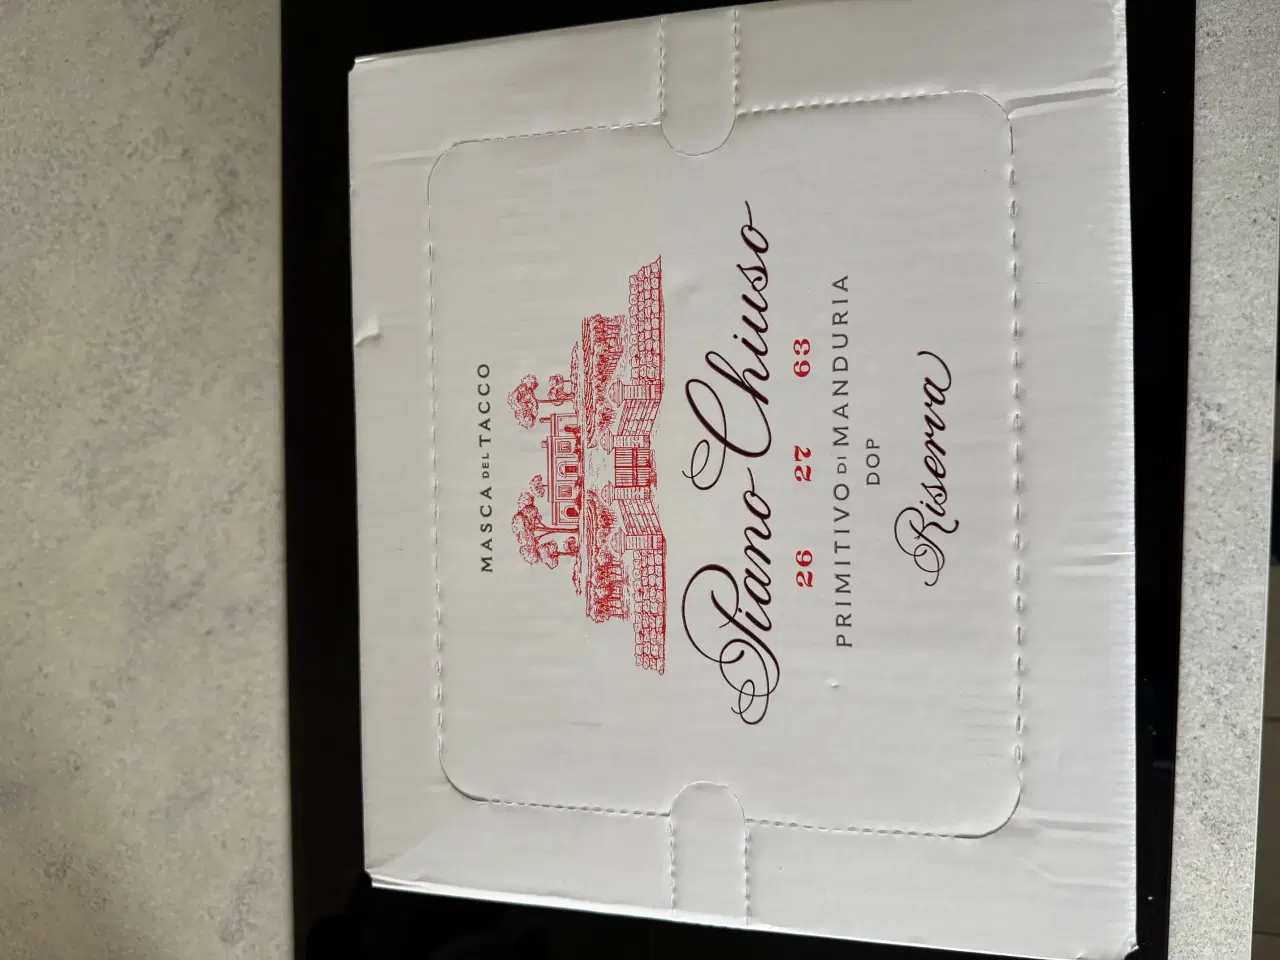 MASCA DEL TACCO
Piano Chiuso
26 27 63
PRIMITIVO DI MANDURIA
DOP
Riserva